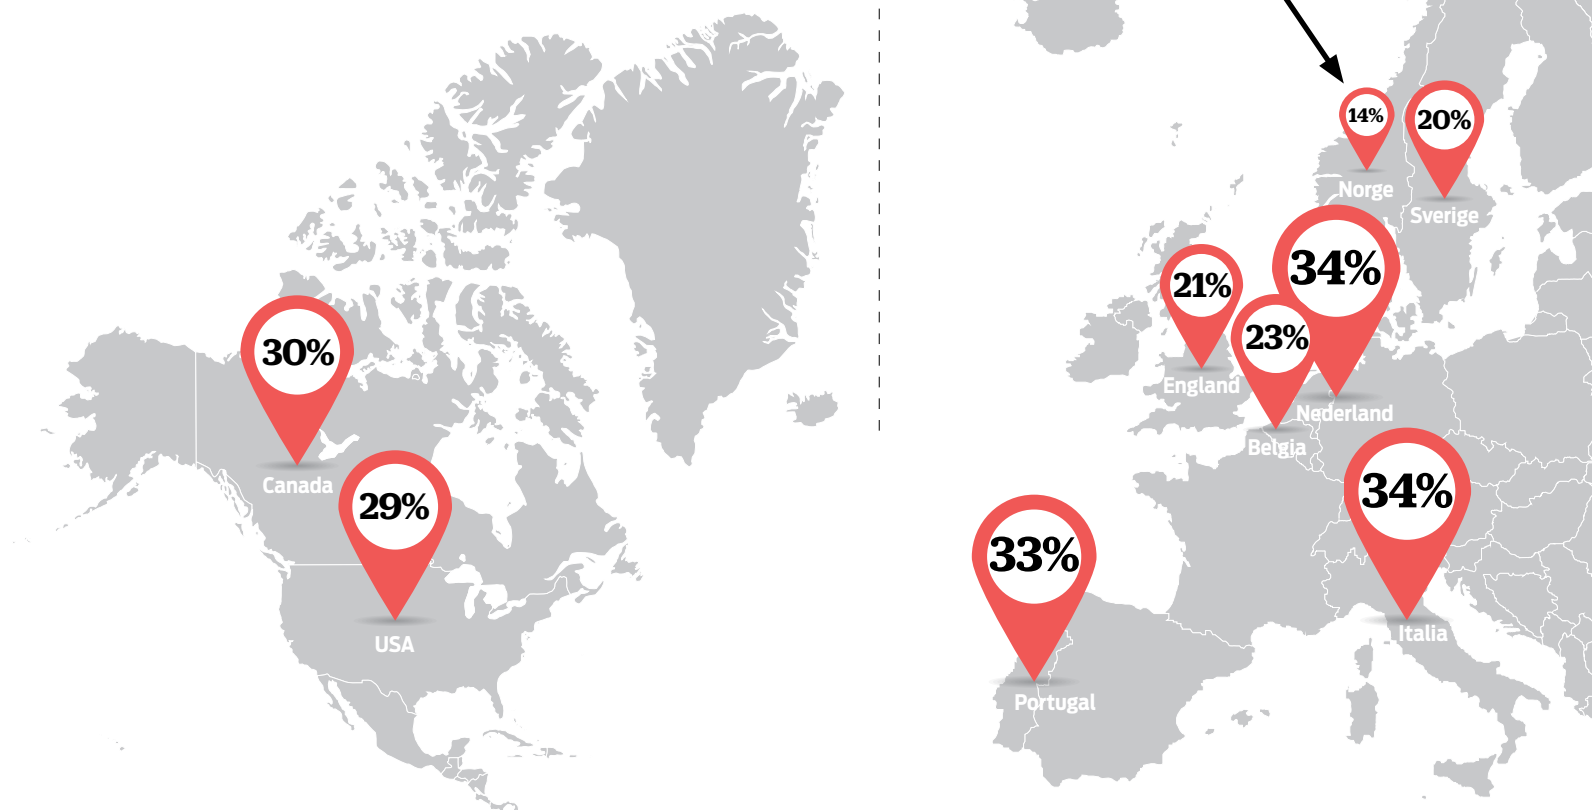 30%
Canada
29%
USA
14%
Norge
20%
Sverige
34%
Nederland
21%
England
23%
Belgia
34%
Italia
33%
Portugal